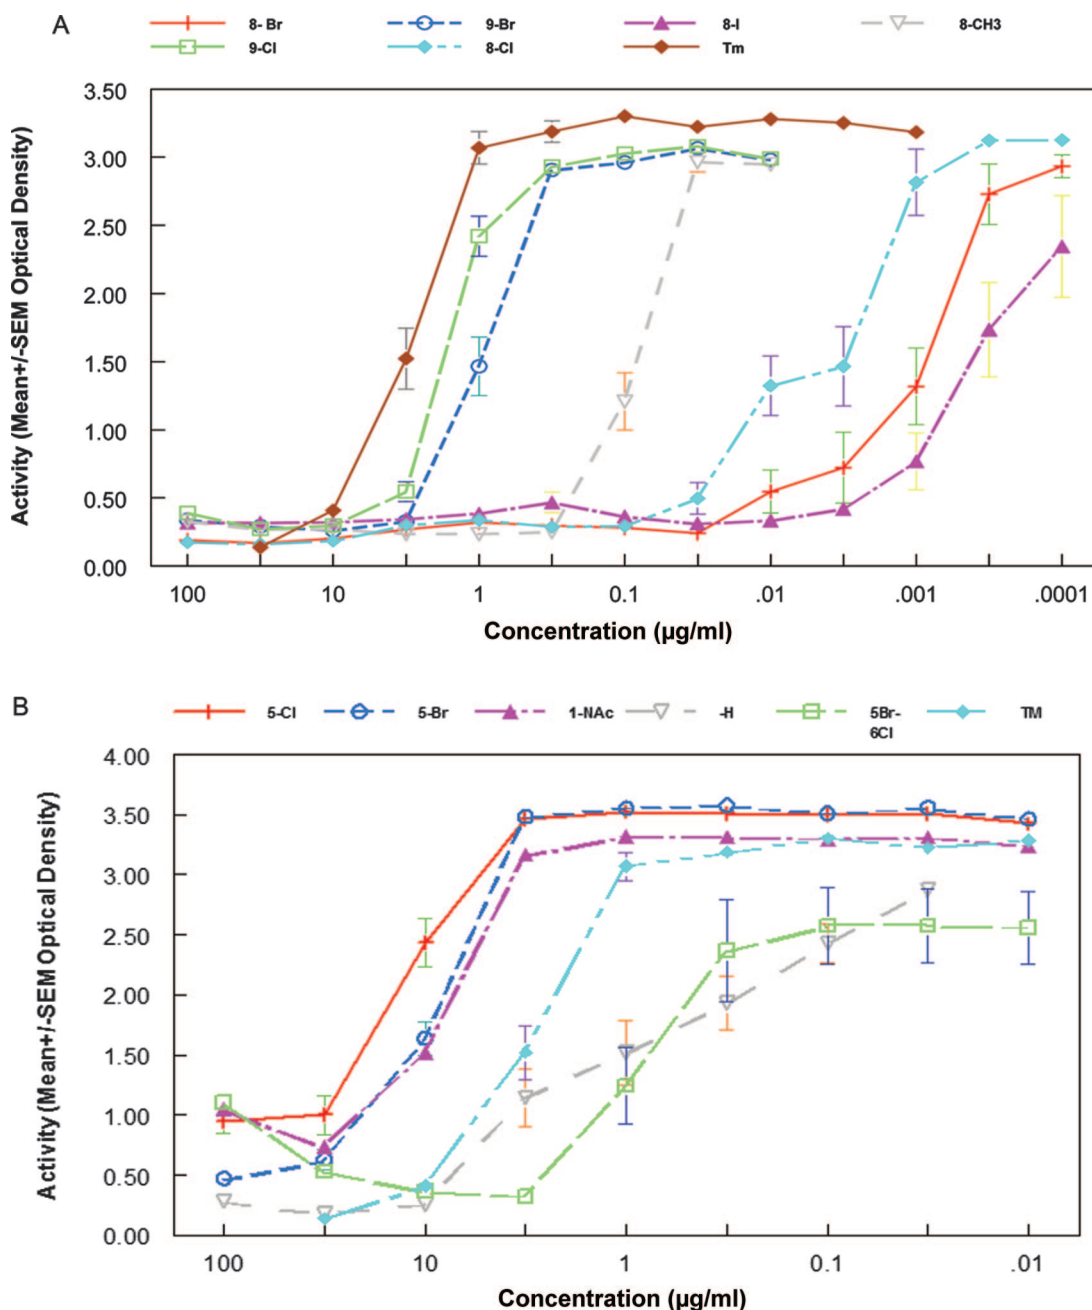 A
8- Br 9-Br 8-I 8-CH3
9-Cl 8-Cl Tm
Activity (Mean+/-SEM Optical Density)
3.50
3.00
2.50
2.00
1.50
1.00
0.50
0.00
100 10 1 0.1 .01 .001 .0001
Concentration (µg/ml)
B
5-Cl 5-Br 1-NAc -H 5Br- TM
6Cl
Activity (Mean+/-SEM Optical Density)
4.00
3.50
3.00
2.50
2.00
1.50
1.00
0.50
0.00
100 10 1 0.1 .01
Concentration (µg/ml)